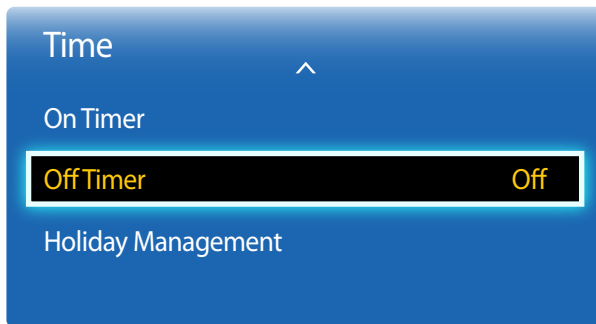 Time
On Timer
Off Timer Off
Holiday Management